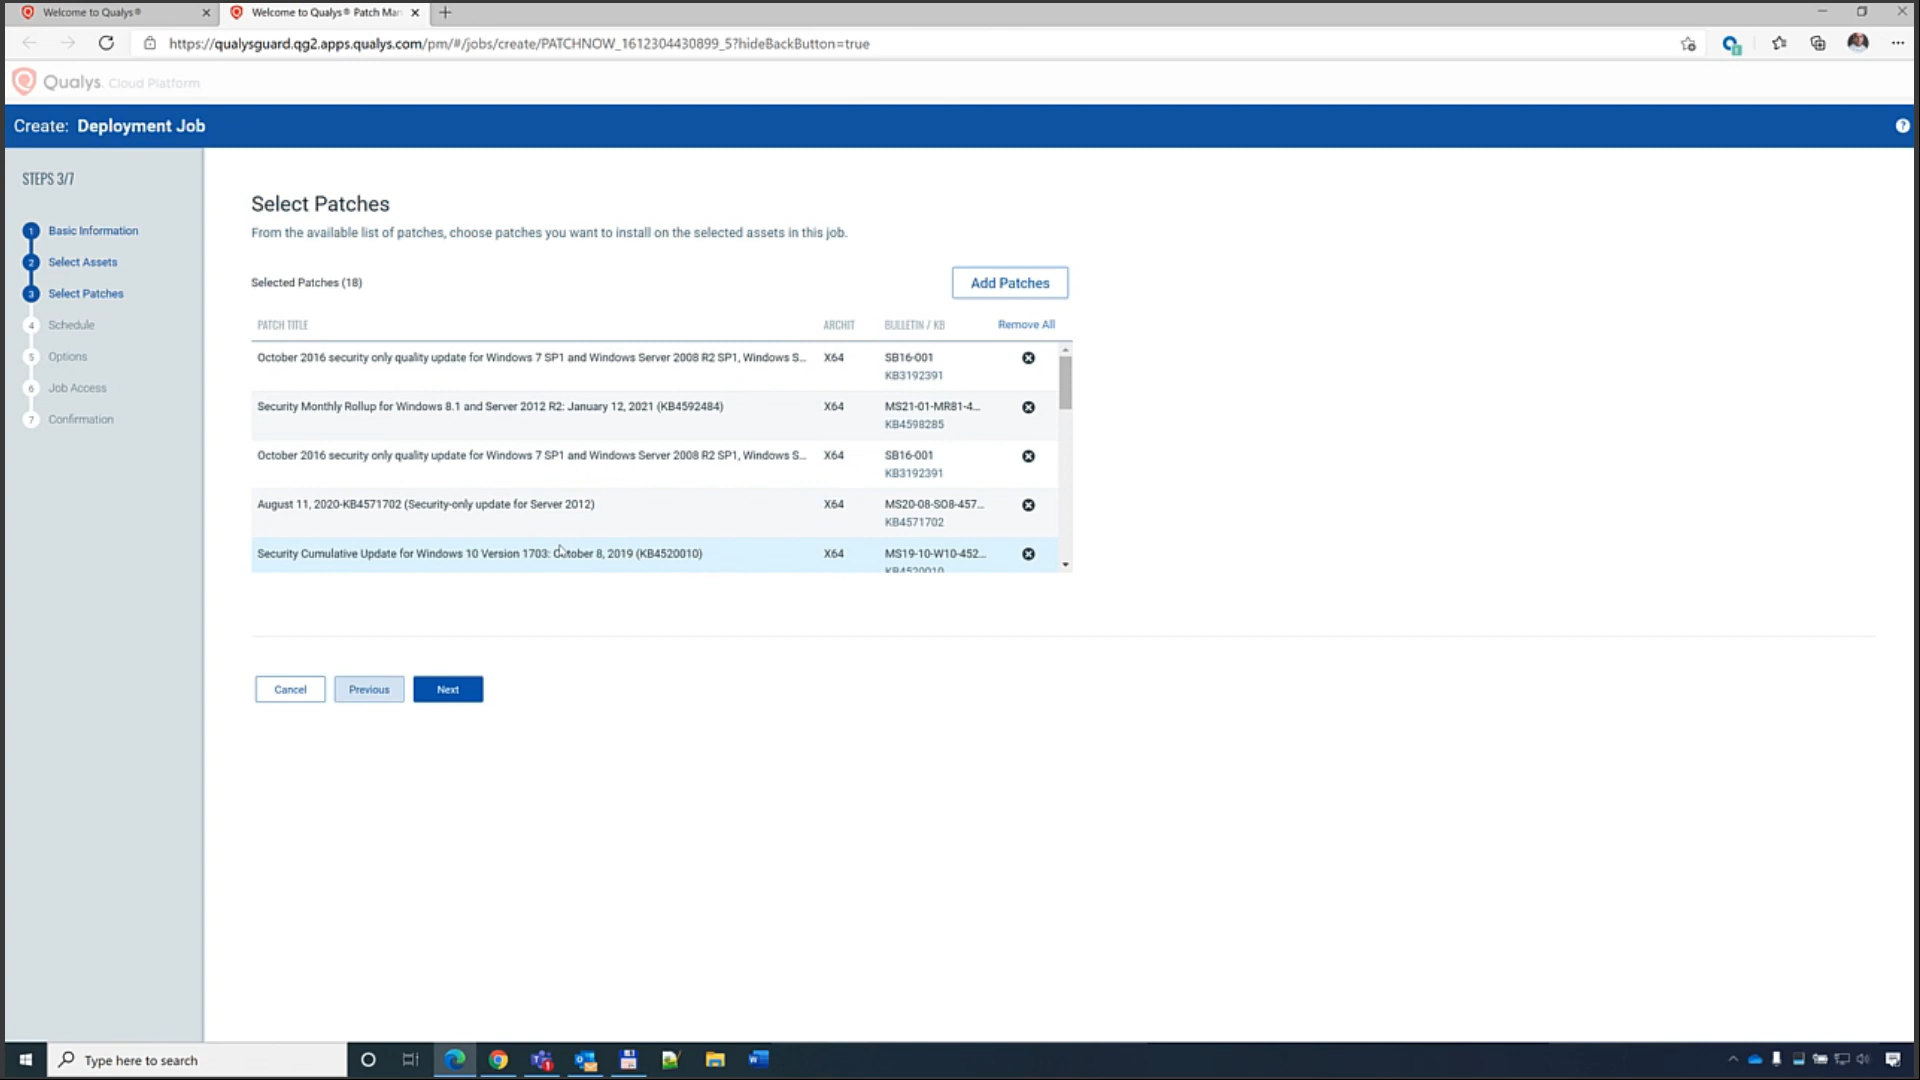 Welcome to Qualys®
Welcome to Qualys® Patch Man
https://qualysguard.qg2.apps.qualys.com/pm/#/jobs/create/PATCHNOW_1612304430899_5?hideBackButton=true
Qualys. Cloud Platform
Create: Deployment Job
?
STEPS 3/7
1 Basic Information
2 Select Assets
3 Select Patches
4 Schedule
5 Options
6 Job Access
7 Confirmation
Select Patches
From the available list of patches, choose patches you want to install on the selected assets in this job.
Selected Patches (18)
Add Patches
PATCH TITLE ARCHIT BULLETIN / KB Remove All
October 2016 security only quality update for Windows 7 SP1 and Windows Server 2008 R2 SP1, Windows S... X64 SB16-001
KB3192391
Security Monthly Rollup for Windows 8.1 and Server 2012 R2: January 12, 2021 (KB4592484) X64 MS21-01-MR81-4...
KB4598285
October 2016 security only quality update for Windows 7 SP1 and Windows Server 2008 R2 SP1, Windows S... X64 SB16-001
KB3192391
August 11, 2020-KB4571702 (Security-only update for Server 2012) X64 MS20-08-SO8-457...
KB4571702
Security Cumulative Update for Windows 10 Version 1703: October 8, 2019 (KB4520010) X64 MS19-10-W10-452...
KB4520010
Cancel Previous Next
Type here to search